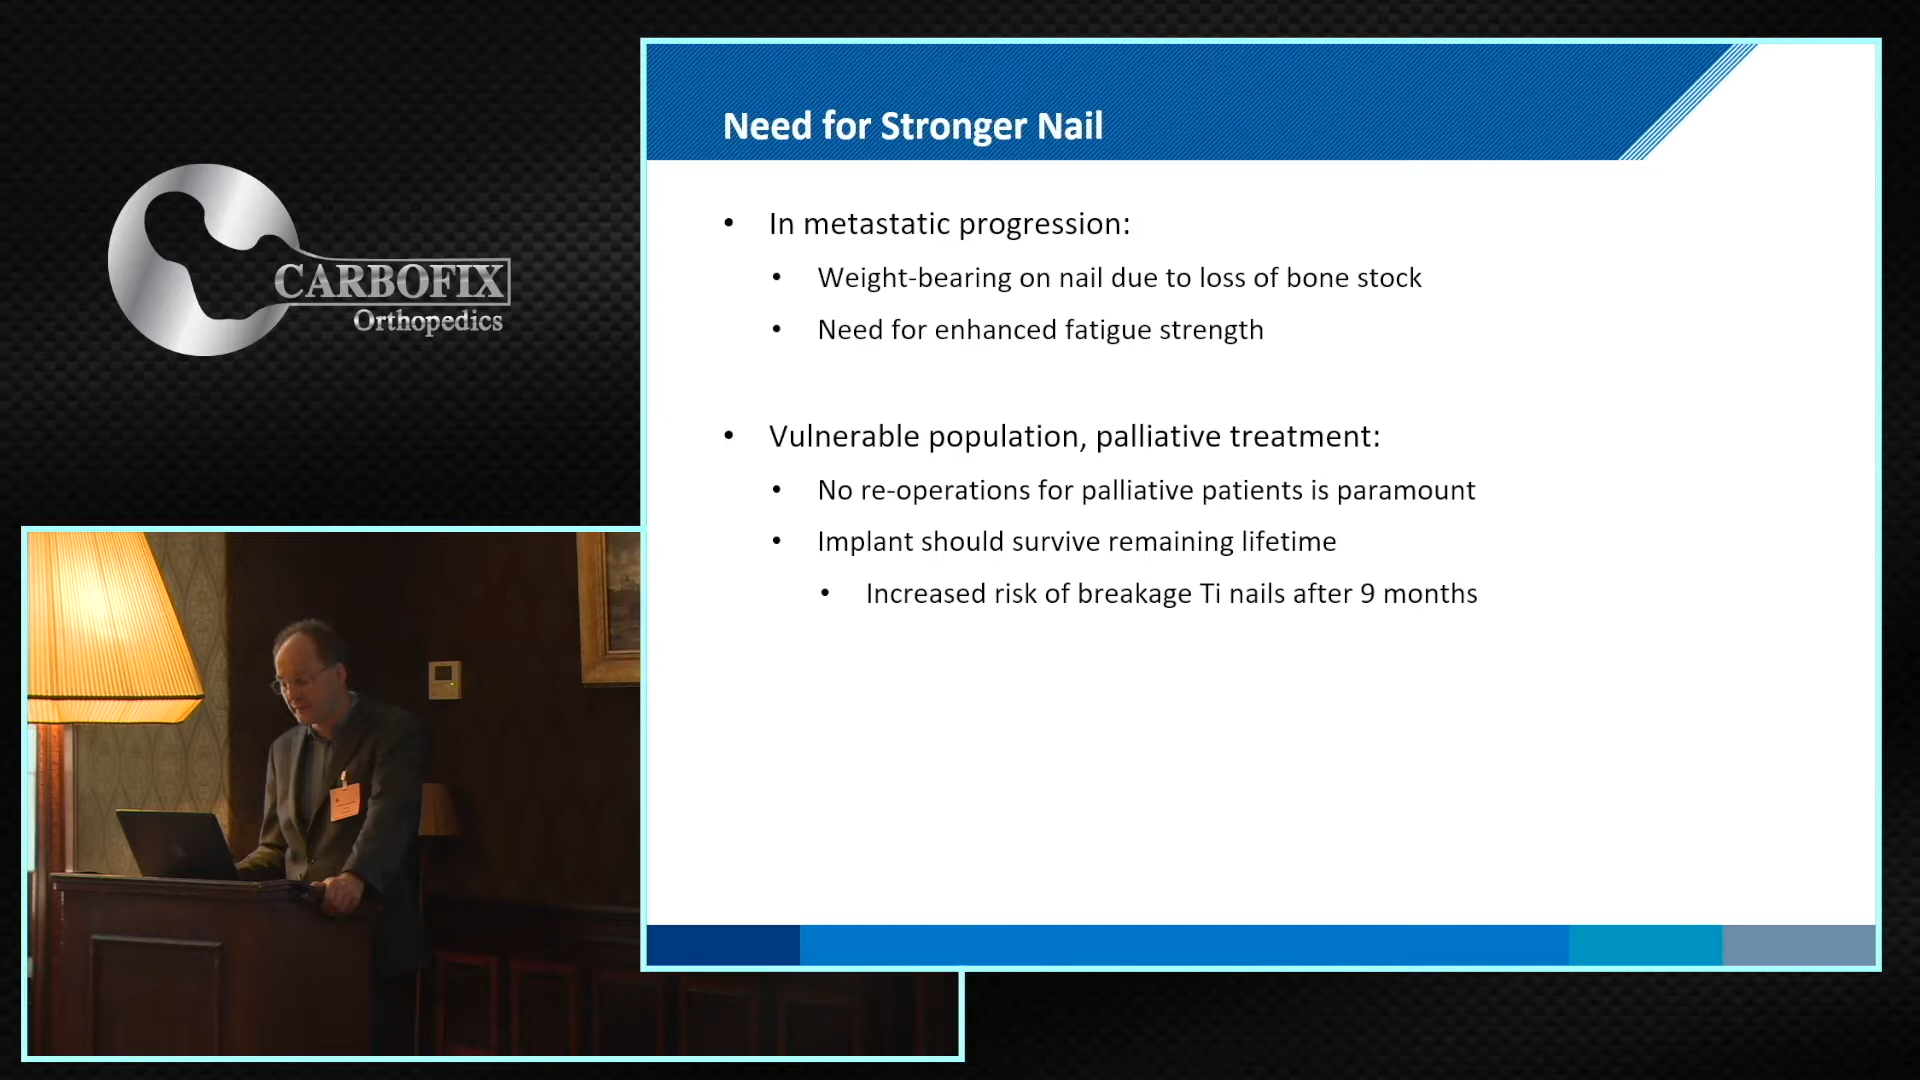 CARBOFIX
Orthopedics
Need for Stronger Nail
• In metastatic progression:
• Weight-bearing on nail due to loss of bone stock
• Need for enhanced fatigue strength
• Vulnerable population, palliative treatment:
• No re-operations for palliative patients is paramount
• Implant should survive remaining lifetime
• Increased risk of breakage Ti nails after 9 months